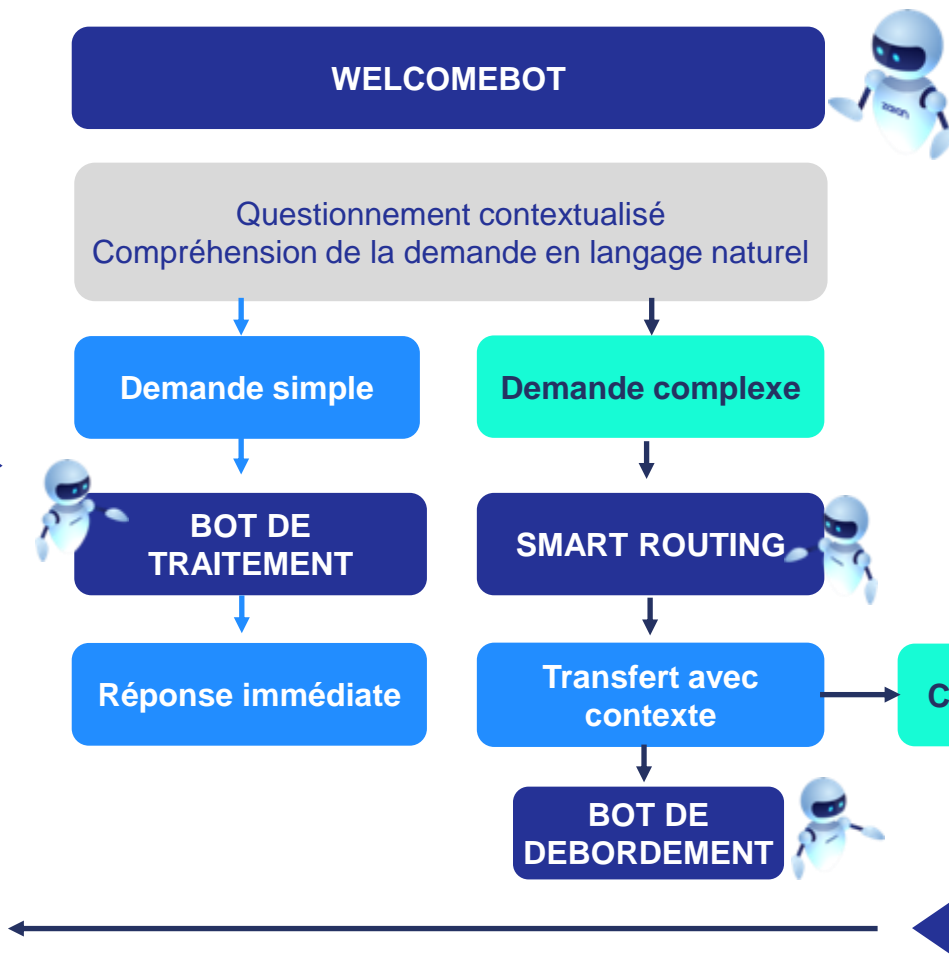 WELCOMEBOT
zaion
Questionnement contextualisé
Compréhension de la demande en langage naturel
Demande simple
Demande complexe
BOT DE
TRAITEMENT
SMART ROUTING
Réponse immédiate
Transfert avec
contexte
C
BOT DE
DEBORDEMENT